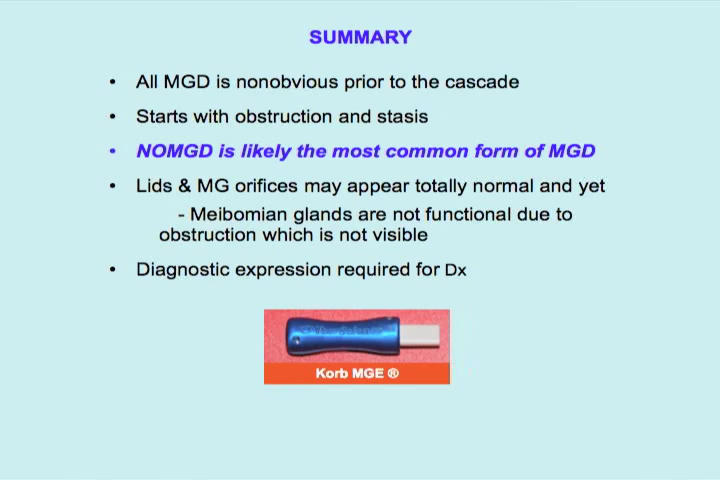 SUMMARY
• All MGD is nonobvious prior to the cascade
• Starts with obstruction and stasis
• NOMGD is likely the most common form of MGD
• Lids & MG orifices may appear totally normal and yet
- Meibomian glands are not functional due to
obstruction which is not visible
• Diagnostic expression required for Dx
Korb MGE ®